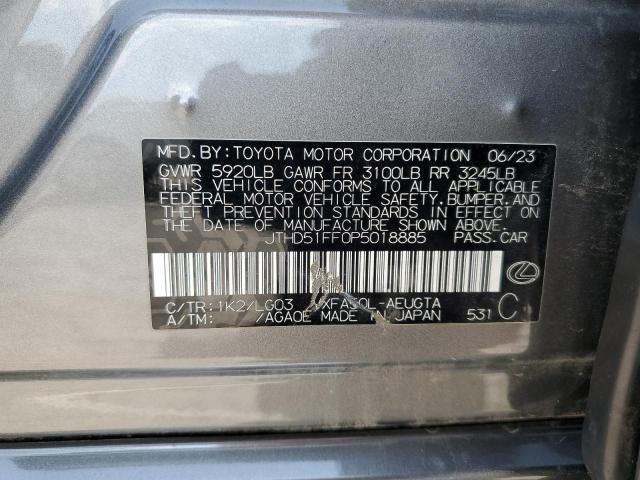 MFD. BY: TOYOTA MOTOR CORPORATION 06/23
GVWR 5920LB GAWR FR 3100LB RR 3245LB
THIS VEHICLE CONFORMS TO ALL APPLICABLE
FEDERAL MOTOR VEHICLE SAFETY, BUMPER, AND
THEFT PREVENTION STANDARDS IN EFFECT ON
THE DATE OF MANUFACTURE SHOWN ABOVE.
JTHD51FF0P5018885 PASS. CAR
C/TR: 1K2/LG03 XFA50L-AEUGTA C
A/TM: /AGA0E MADE IN JAPAN 531